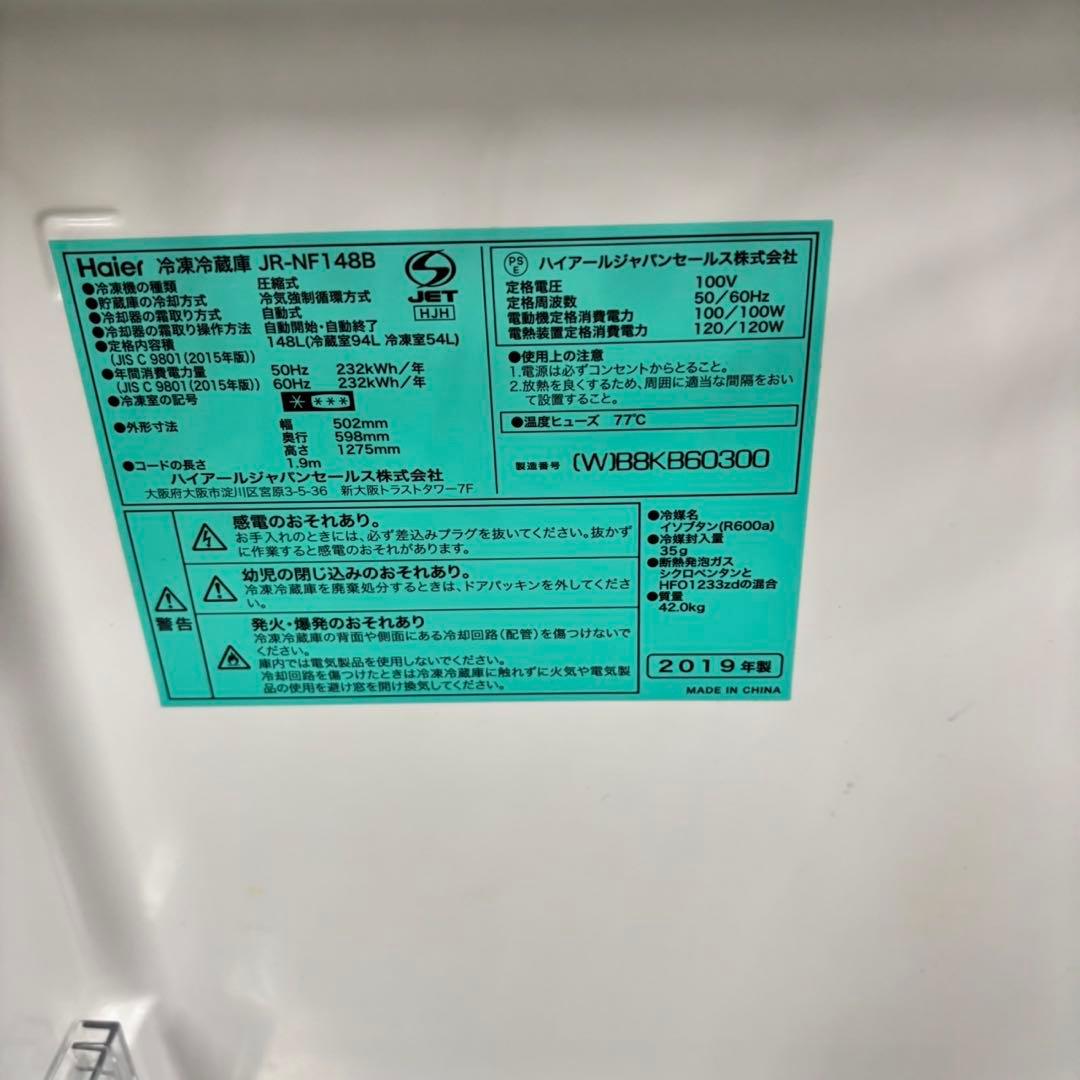 Haier 冷凍冷蔵庫 JR-NF148B
●冷凍機の種類 圧縮式
●貯蔵庫の冷却方式 冷気強制循環方式
●冷却器の霜取り方式 自動式
●冷却器の霜取り操作方法 自動開始・自動終了
●定格内容積 148L(冷蔵室94L 冷凍室54L)
(JIS C 9801(2015年版))
●年間消費電力量 50Hz 232kWh/年
(JIS C 9801(2015年版)) 60Hz 232kWh/年
●冷凍室の記号 * ***
●外形寸法 幅 502mm
奥行 598mm
高さ 1275mm
●コードの長さ 1.9m
ハイアールジャパンセールス株式会社
大阪府大阪市淀川区宮原3-5-36 新大阪トラストタワー7F
JET
HJH
PSE ハイアールジャパンセールス株式会社
定格電圧 100V
定格周波数 50/60Hz
電動機定格消費電力 100/100W
電熱装置定格消費電力 120/120W
●使用上の注意
1.電源は必ずコンセントからとること。
2.放熱を良くするため、周囲に適当な間隔をおい
て設置すること。
●温度ヒューズ 77℃
製造番号 (W)B8KB60300
警告
感電のおそれあり。
お手入れのときには、必ず差込みプラグを抜いてください。抜かず
に作業すると感電のおそれがあります。
幼児の閉じ込みのおそれあり。
冷凍冷蔵庫を廃棄処分するときは、ドアパッキンを外してくださ
い。
発火・爆発のおそれあり
冷凍冷蔵庫の背面や側面にある冷却回路(配管)を傷つけないで
ください。
庫内では電気製品を使用しないでください。
冷却回路を傷つけたときは冷凍冷蔵庫に触れずに火気や電気製
品の使用を避け窓を開け換気してください。
●冷媒名
イソブタン(R600a)
●冷媒封入量
35g
●断熱発泡ガス
シクロペンタンと
HFO1233zdの混合
●質量
42.0kg
2019年製
MADE IN CHINA